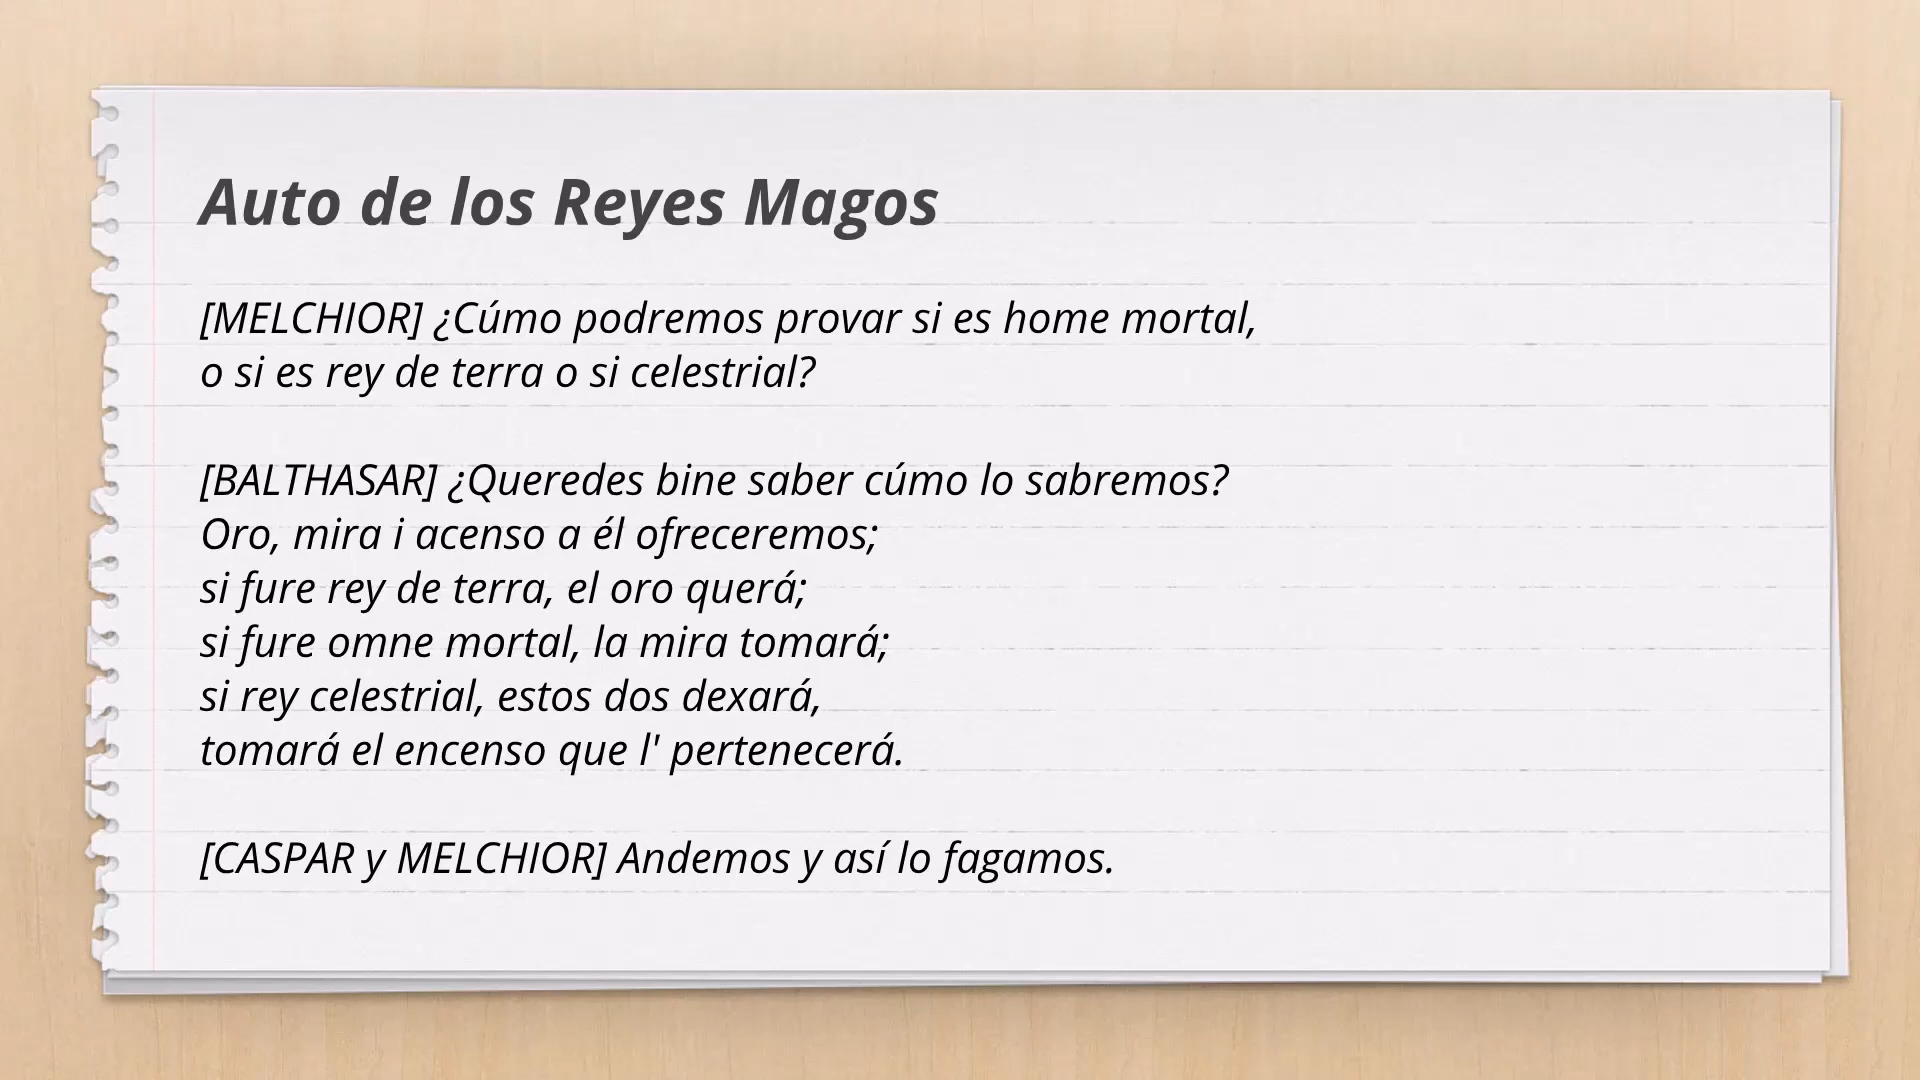 Auto de los Reyes Magos
[MELCHIOR] ¿Cúmo podremos provar si es home mortal,
o si es rey de terra o si celestrial?
[BALTHASAR] ¿Queredes bine saber cúmo lo sabremos?
Oro, mira i acenso a él ofreceremos;
si fure rey de terra, el oro querá;
si fure omne mortal, la mira tomará;
si rey celestrial, estos dos dexará,
tomará el encenso que l' pertenecerá.
[CASPAR y MELCHIOR] Andemos y así lo fagamos.